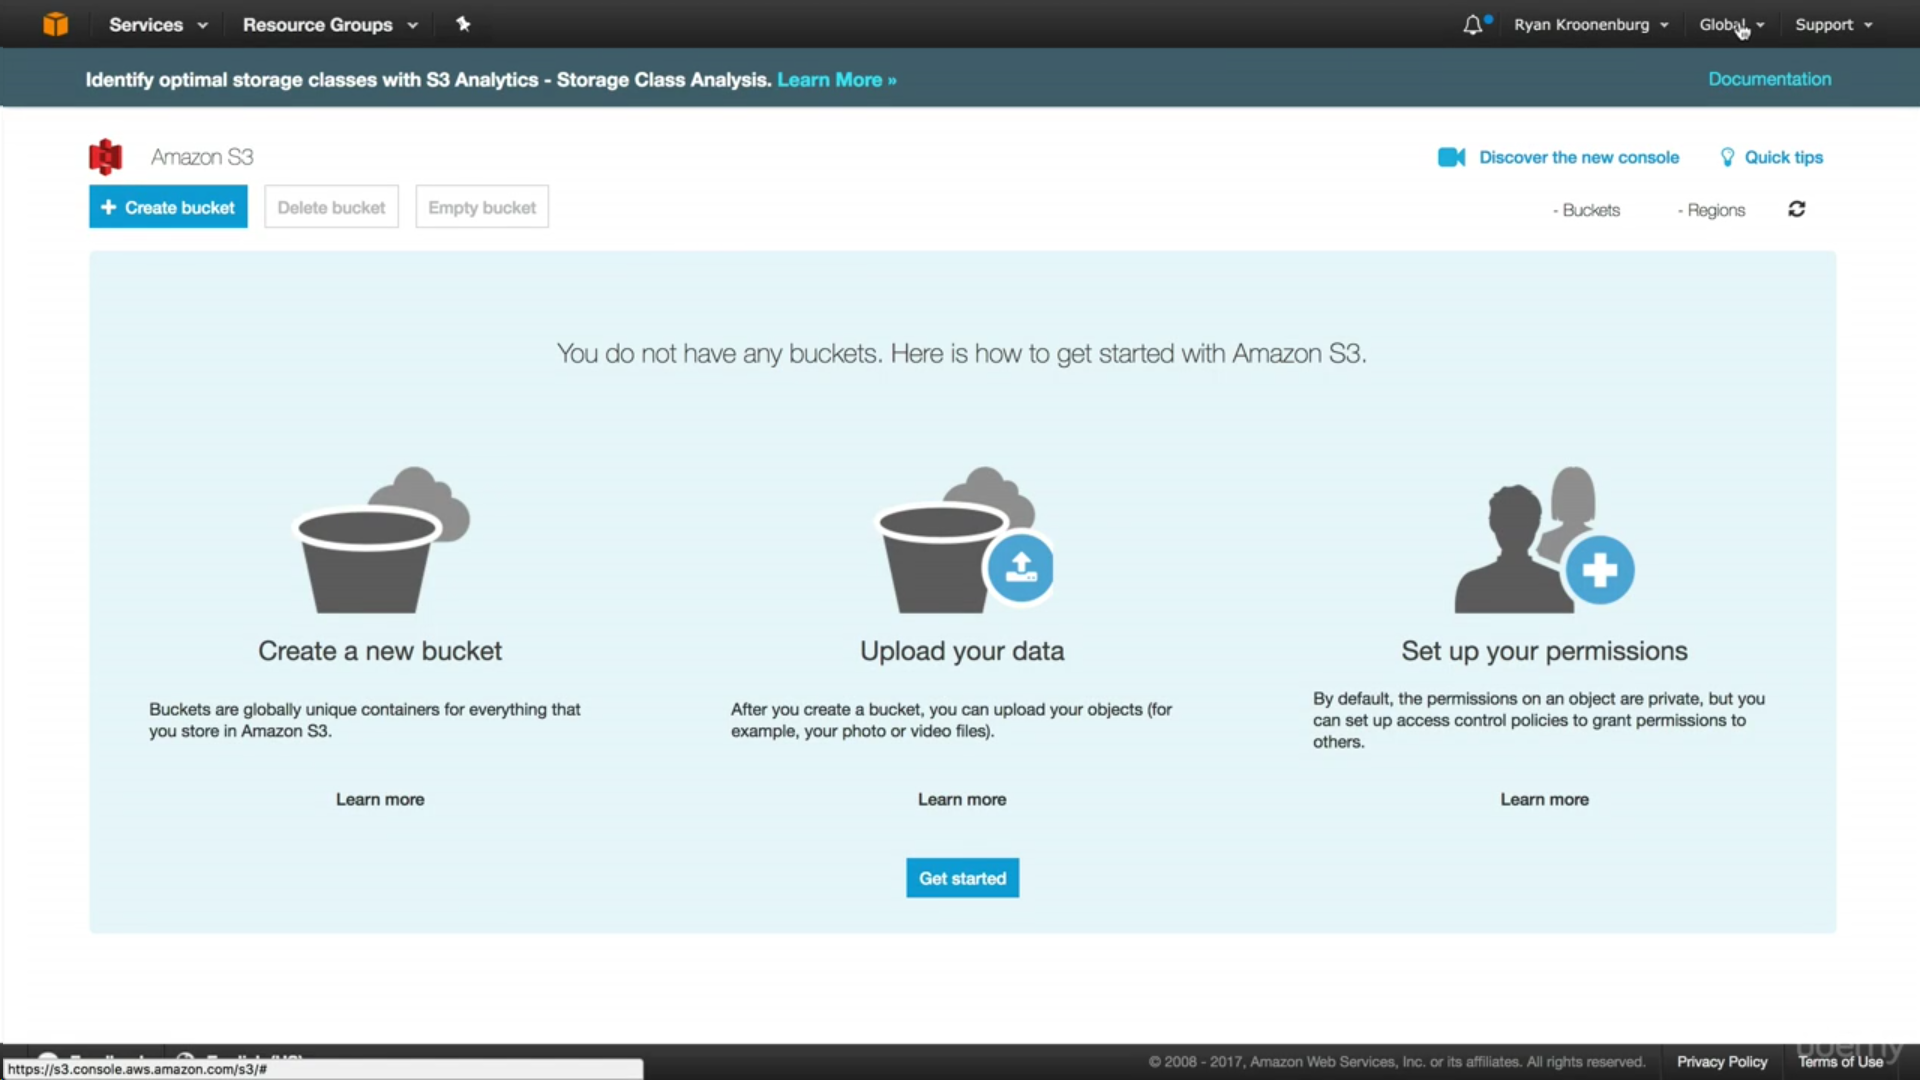 Services
Resource Groups
Ryan Kroonenburg
Global
Support
Identify optimal storage classes with S3 Analytics - Storage Class Analysis. Learn More »
Documentation
Amazon S3
Discover the new console
Quick tips
Create bucket
Delete bucket
Empty bucket
- Buckets
- Regions
You do not have any buckets. Here is how to get started with Amazon S3.
Create a new bucket
Buckets are globally unique containers for everything that
you store in Amazon S3.
Learn more
Upload your data
After you create a bucket, you can upload your objects (for
example, your photo or video files).
Learn more
Set up your permissions
By default, the permissions on an object are private, but you
can set up access control policies to grant permissions to
others.
Learn more
Get started
https://s3.console.aws.amazon.com/s3/#
© 2008 - 2017, Amazon Web Services, Inc. or its affiliates. All rights reserved.
Privacy Policy
Terms of Use
udemy